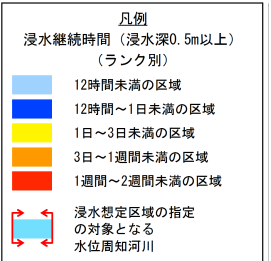 凡例
浸水継続時間（浸水深0.5m以上）
（ランク別）
12時間未満の区域
12時間～1日未満の区域
1日～3日未満の区域
3日～1週間未満の区域
1週間～2週間未満の区域
浸水想定区域の指定
の対象となる
水位周知河川